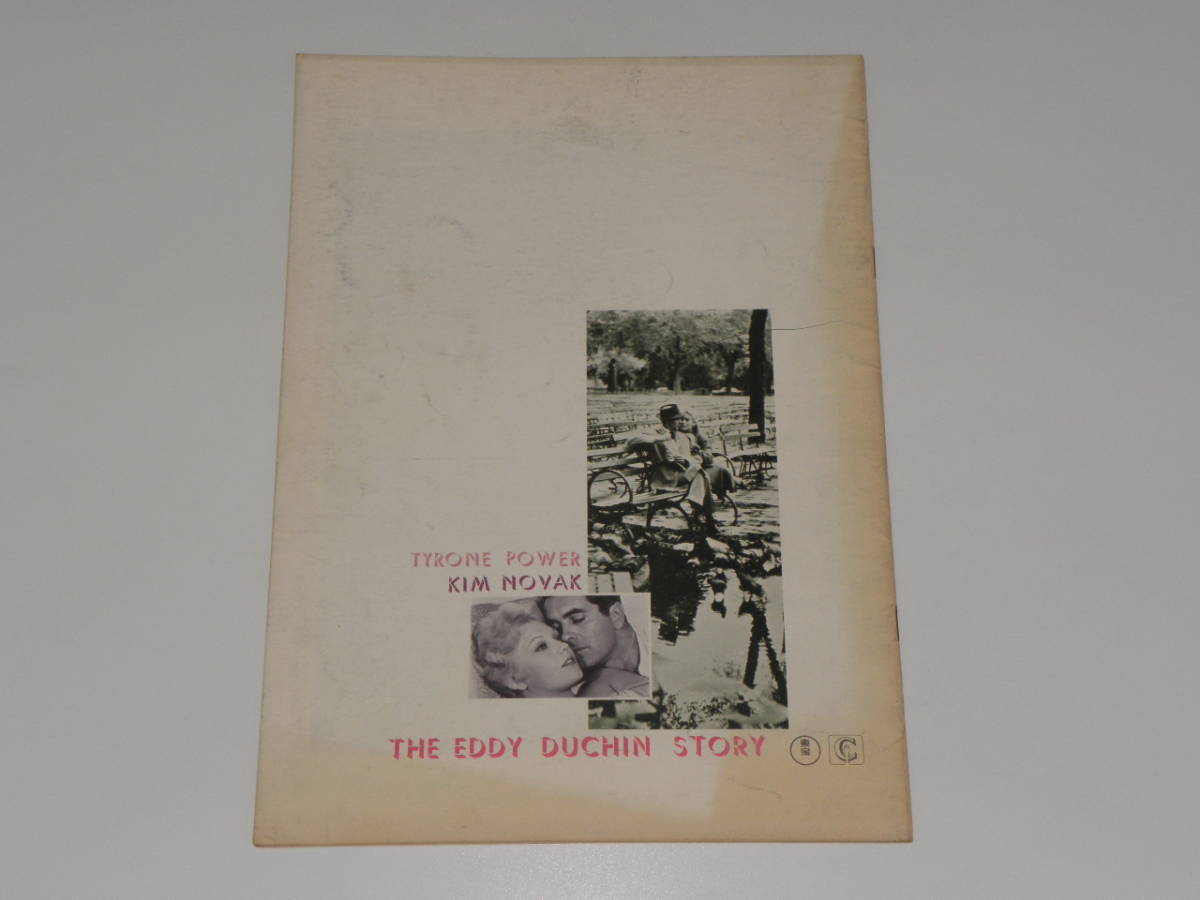 TYRONE POWER
KIM NOVAK
THE EDDY DUCHIN STORY